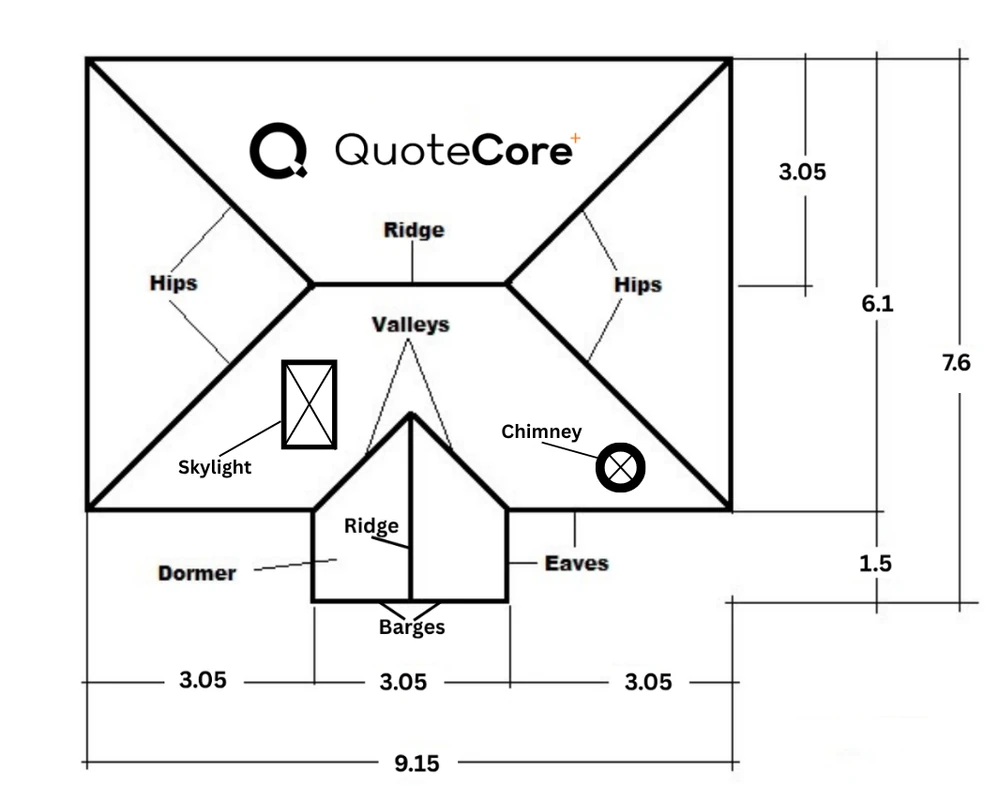 QuoteCore+
3.05
Ridge
Hips
Hips
6.1
Valleys
7.6
Chimney
Skylight
Ridge
Dormer
Eaves
1.5
Barges
3.05
3.05
3.05
9.15